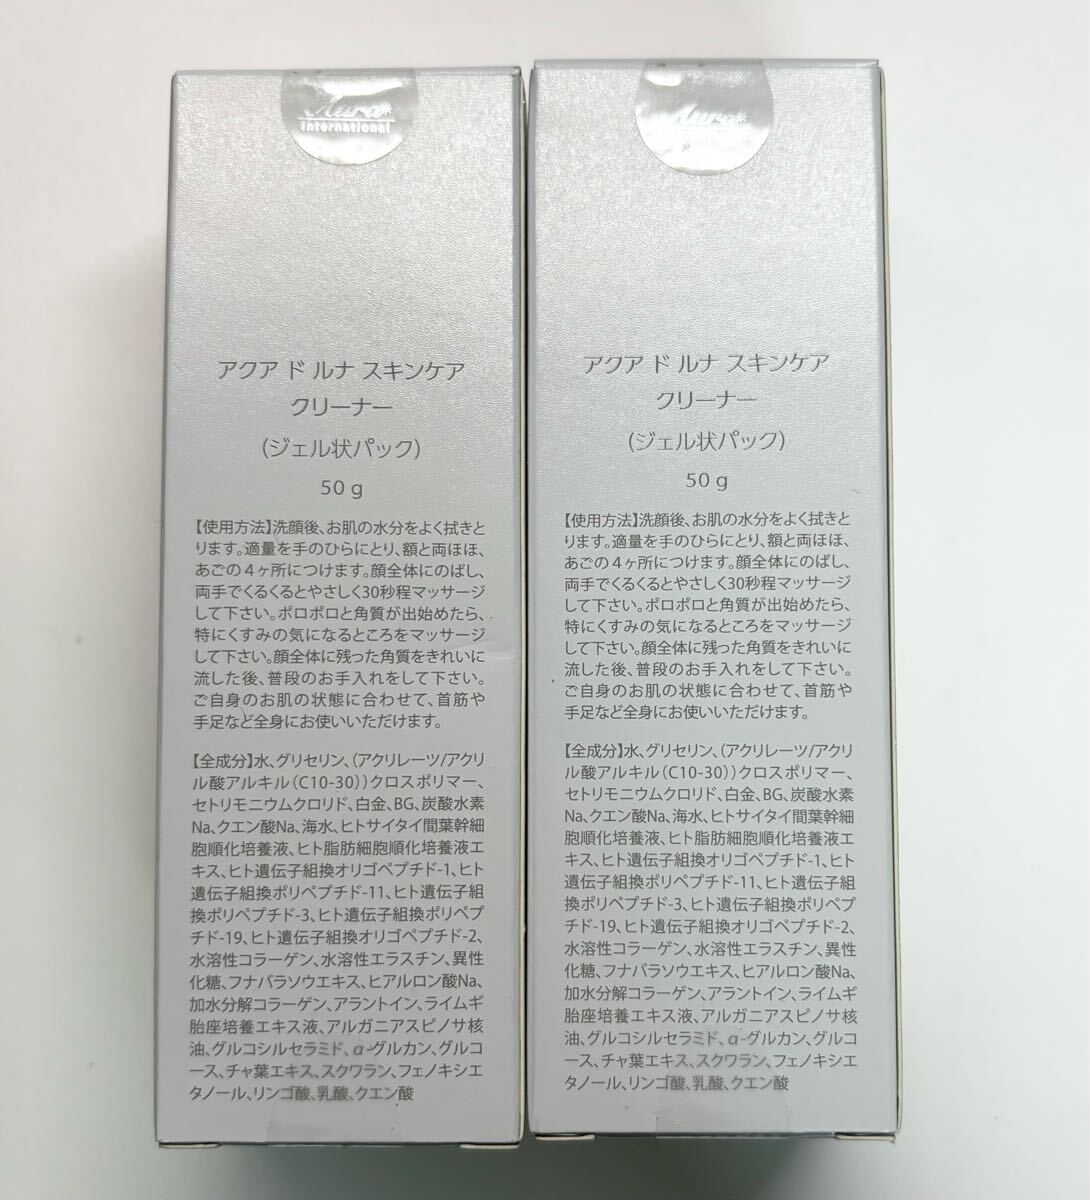 Aura
International
アクア ド ルナ スキンケア
クリーナー
(ジェル状パック)
50 g
【使用方法】洗顔後、お肌の水分をよく拭きと
ります。適量を手のひらにとり、額と両ほほ、
あごの４ヶ所につけます。顔全体にのばし、
両手でくるくるとやさしく30秒程マッサージ
して下さい。ポロポロと角質が出始めたら、
特にくすみの気になるところをマッサージ
して下さい。顔全体に残った角質をきれいに
流した後、普段のお手入れをして下さい。
ご自身のお肌の状態に合わせて、首筋や
手足など全身にお使いいただけます。
【全成分】水、グリセリン、(アクリレーツ/アクリ
ル酸アルキル(C10-30))クロスポリマー、
セトリモニウムクロリド、白金、BG、炭酸水素
Na、クエン酸Na、海水、ヒトサイタイ間葉幹細
胞順化培養液、ヒト脂肪細胞順化培養液エ
キス、ヒト遺伝子組換オリゴペプチド-1、ヒト
遺伝子組換ポリペプチド-11、ヒト遺伝子組
換ポリペプチド-3、ヒト遺伝子組換ポリペプ
チド-19、ヒト遺伝子組換オリゴペプチド-2、
水溶性コラーゲン、水溶性エラスチン、異性
化糖、フナバラソウエキス、ヒアルロン酸Na、
加水分解コラーゲン、アラントイン、ライムギ
胎座培養エキス液、アルガニアスピノサ核
油、グルコシルセラミド、α-グルカン、グルコ
ース、チャ葉エキス、スクワラン、フェノキシエ
タノール、リンゴ酸、乳酸、クエン酸
Aura
アクア ド ルナ スキンケア
クリーナー
(ジェル状パック)
50 g
【使用方法】洗顔後、お肌の水分をよく拭きと
ります。適量を手のひらにとり、額と両ほほ、
あごの４ヶ所につけます。顔全体にのばし、
両手でくるくるとやさしく30秒程マッサージ
して下さい。ポロポロと角質が出始めたら、
特にくすみの気になるところをマッサージ
して下さい。顔全体に残った角質をきれいに
流した後、普段のお手入れをして下さい。
ご自身のお肌の状態に合わせて、首筋や
手足など全身にお使いいただけます。
【全成分】水、グリセリン、(アクリレーツ/アクリ
ル酸アルキル(C10-30))クロスポリマー、
セトリモニウムクロリド、白金、BG、炭酸水素
Na、クエン酸Na、海水、ヒトサイタイ間葉幹細
胞順化培養液、ヒト脂肪細胞順化培養液エ
キス、ヒト遺伝子組換オリゴペプチド-1、ヒト
遺伝子組換ポリペプチド-11、ヒト遺伝子組
換ポリペプチド-3、ヒト遺伝子組換ポリペプ
チド-19、ヒト遺伝子組換オリゴペプチド-2、
水溶性コラーゲン、水溶性エラスチン、異性
化糖、フナバラソウエキス、ヒアルロン酸Na、
加水分解コラーゲン、アラントイン、ライムギ
胎座培養エキス液、アルガニアスピノサ核
油、グルコシルセラミド、α-グルカン、グルコ
ース、チャ葉エキス、スクワラン、フェノキシエ
タノール、リンゴ酸、乳酸、クエン酸